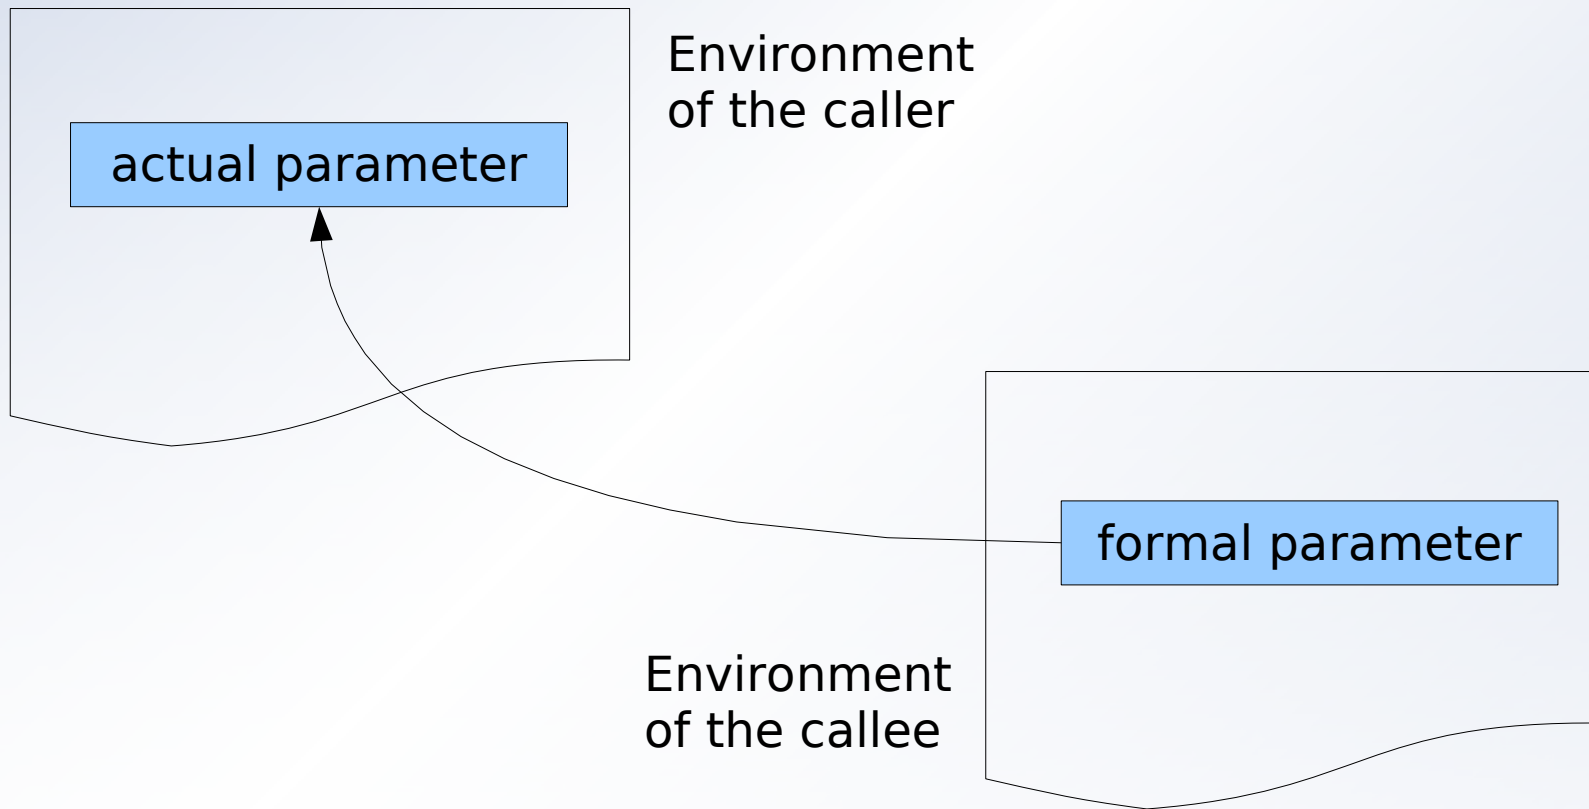 Environment
of the caller
actual parameter
formal parameter
Environment
of the callee